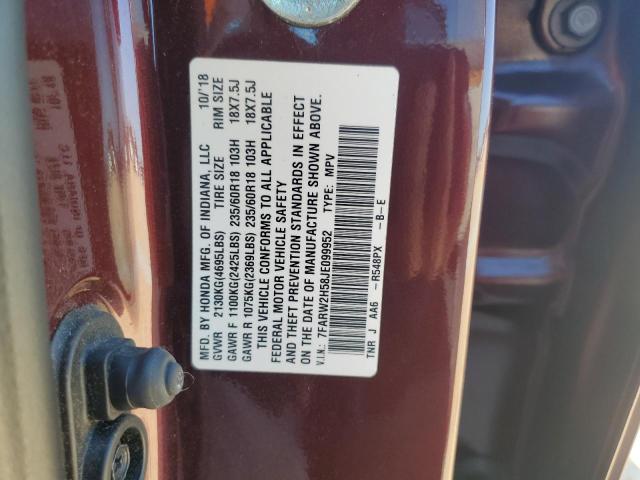 MFD. BY HONDA MFG. OF INDIANA, LLC 10/'18
GVWR 2130KG(4695LBS) TIRE SIZE RIM SIZE
GAWR F 1100KG(2425LBS) 235/60R18 103H 18X7.5J
GAWR R 1075KG(2369LBS) 235/60R18 103H 18X7.5J
THIS VEHICLE CONFORMS TO ALL APPLICABLE
FEDERAL MOTOR VEHICLE SAFETY
AND THEFT PREVENTION STANDARDS IN EFFECT
ON THE DATE OF MANUFACTURE SHOWN ABOVE.
V.I.N.: 7FARW2H58JE099952 TYPE: MPV
TNR J AA6 -R548PX -B-E